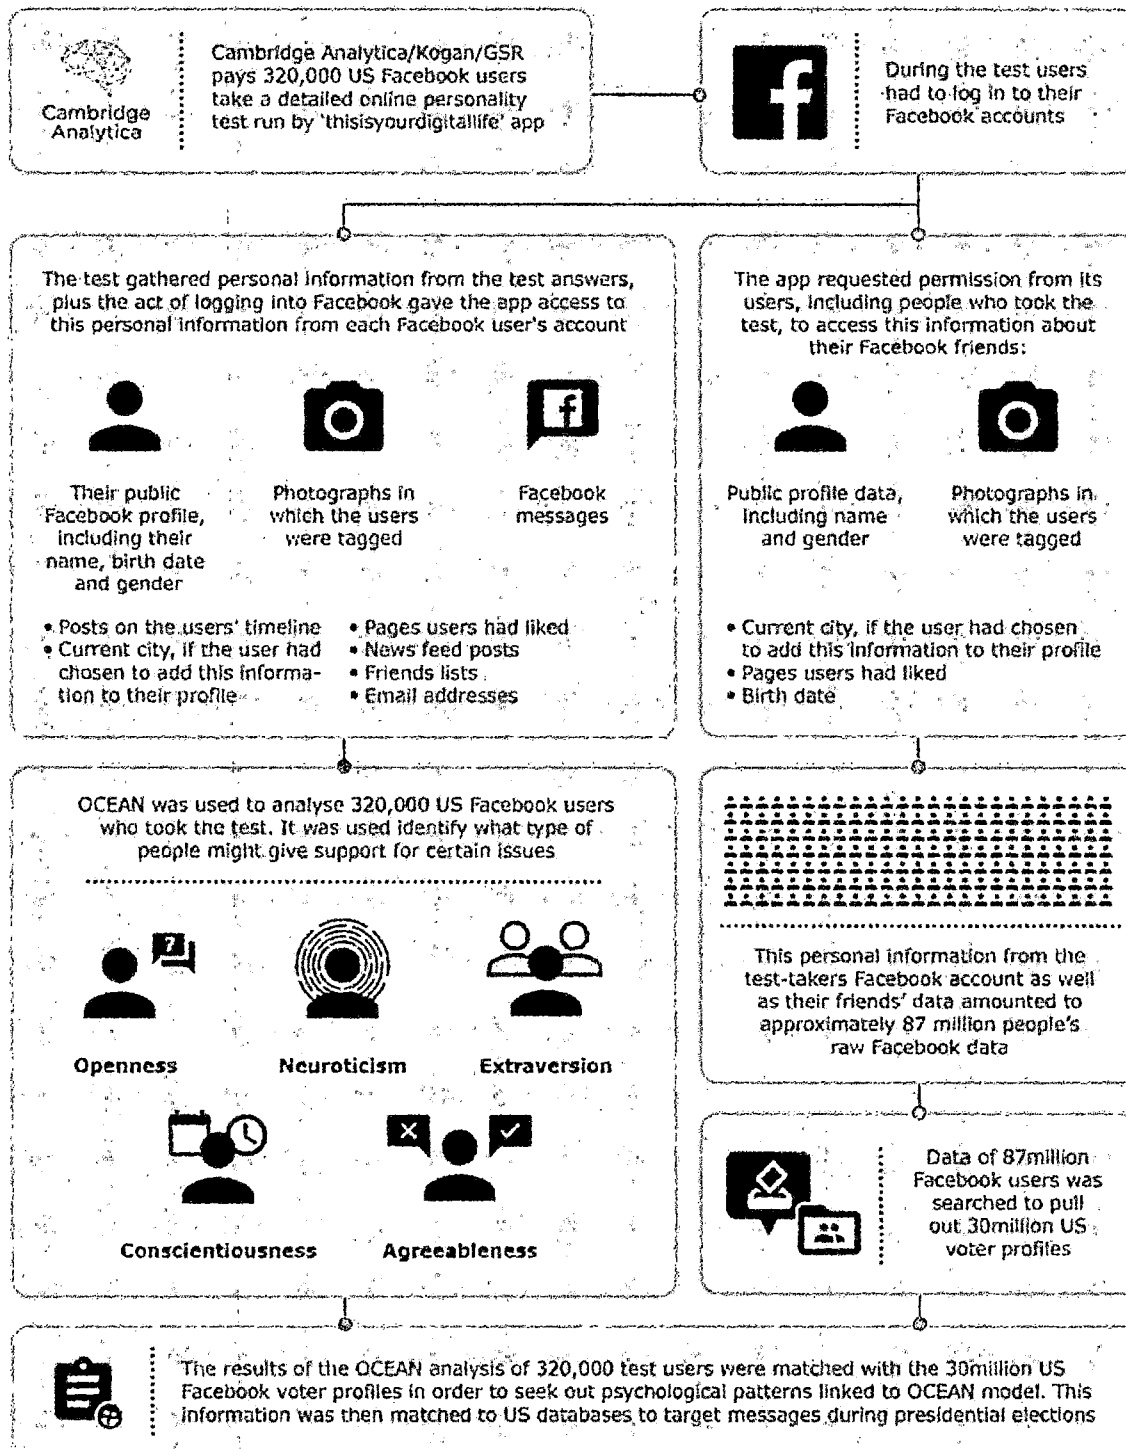 Cambridge
Analytica
Cambridge Analytica/Kogan/GSR
pays 320,000 US Facebook users
take a detailed online personality
test run by 'thisisyourdigitallife' app
During the test users
had to log in to their
Facebook accounts
The test gathered personal information from the test answers,
plus the act of logging into Facebook gave the app access to
this personal information from each Facebook user's account
Their public
Facebook profile,
including their
name, birth date
and gender
Photographs in
which the users
were tagged
Facebook
messages
• Posts on the users' timeline
• Current city, if the user had
chosen to add this informa-
tion to their profile
• Pages users had liked
• News feed posts
• Friends lists
• Email addresses
The app requested permission from its
users, including people who took the
test, to access this information about
their Facebook friends:
Public profile data,
including name
and gender
Photographs in
which the users
were tagged
• Current city, if the user had chosen
to add this information to their profile
• Pages users had liked
• Birth date
OCEAN was used to analyse 320,000 US Facebook users
who took the test. It was used identify what type of
people might give support for certain issues
Openness
Neuroticism
Extraversion
Conscientiousness
Agreeableness
This personal information from the
test-takers Facebook account as well
as their friends' data amounted to
approximately 87 million people's
raw Facebook data
Data of 87million
Facebook users was
searched to pull
out 30million US
voter profiles
The results of the OCEAN analysis of 320,000 test users were matched with the 30million US
Facebook voter profiles in order to seek out psychological patterns linked to OCEAN model. This
information was then matched to US databases to target messages during presidential elections